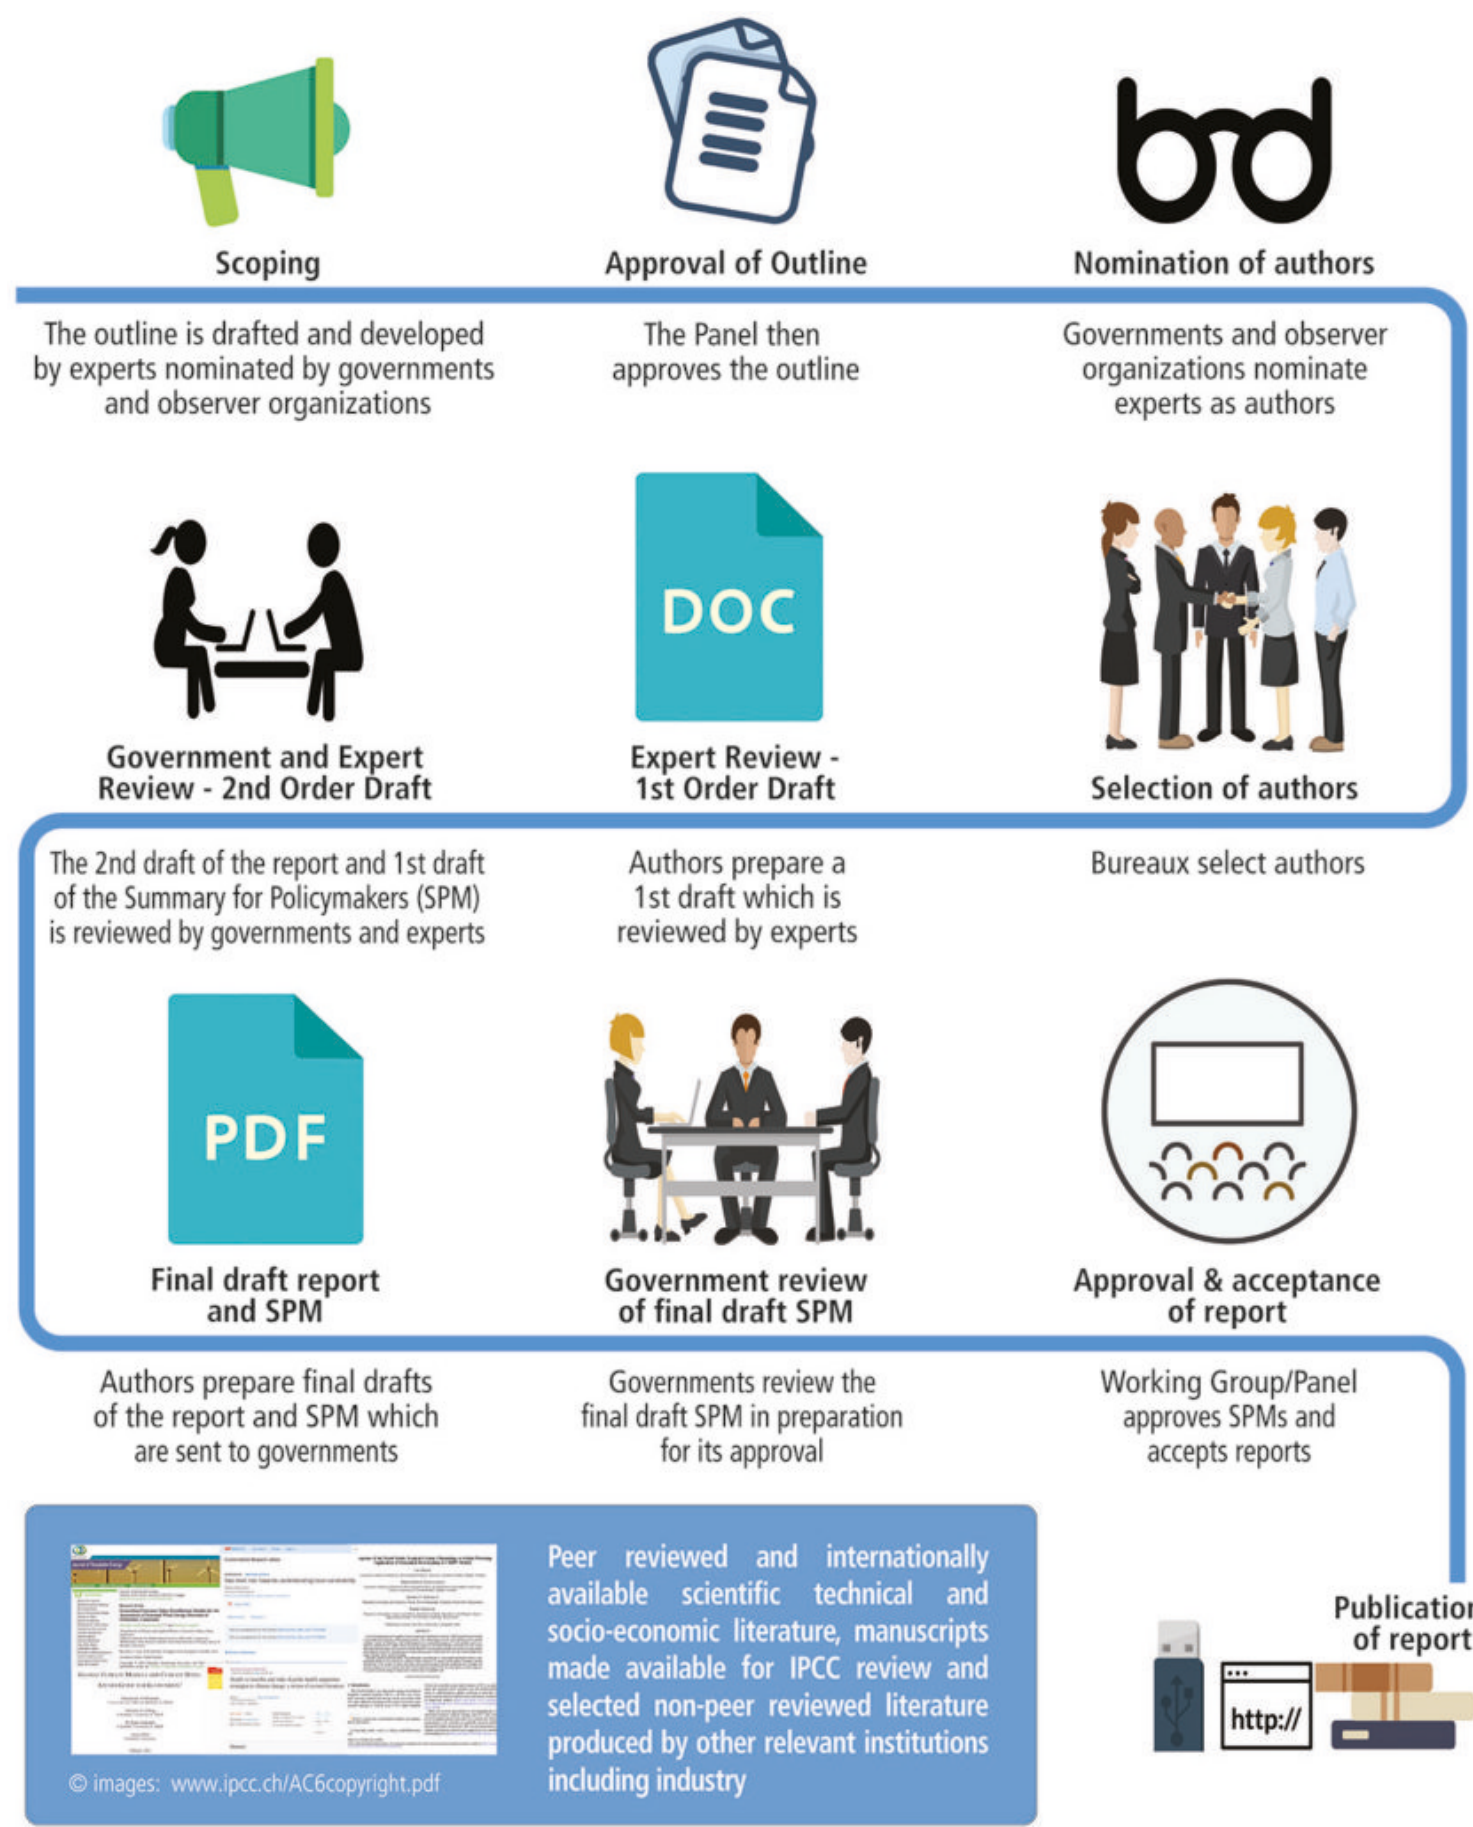 Scoping
Approval of Outline
Nomination of authors
The outline is drafted and developed
by experts nominated by governments
and observer organizations
The Panel then
approves the outline
Governments and observer
organizations nominate
experts as authors
DOC
Government and Expert
Review - 2nd Order Draft
Expert Review -
1st Order Draft
Selection of authors
The 2nd draft of the report and 1st draft
of the Summary for Policymakers (SPM)
is reviewed by governments and experts
Authors prepare a
1st draft which is
reviewed by experts
Bureaux select authors
PDF
Final draft report
and SPM
Government review
of final draft SPM
Approval & acceptance
of report
Authors prepare final drafts
of the report and SPM which
are sent to governments
Governments review the
final draft SPM in preparation
for its approval
Working Group/Panel
approves SPMs and
accepts reports
Peer reviewed and internationally
available scientific technical and
socio-economic literature, manuscripts
made available for IPCC review and
selected non-peer reviewed literature
produced by other relevant institutions
including industry
© images: www.ipcc.ch/AC6copyright.pdf
Publication
of report
http://